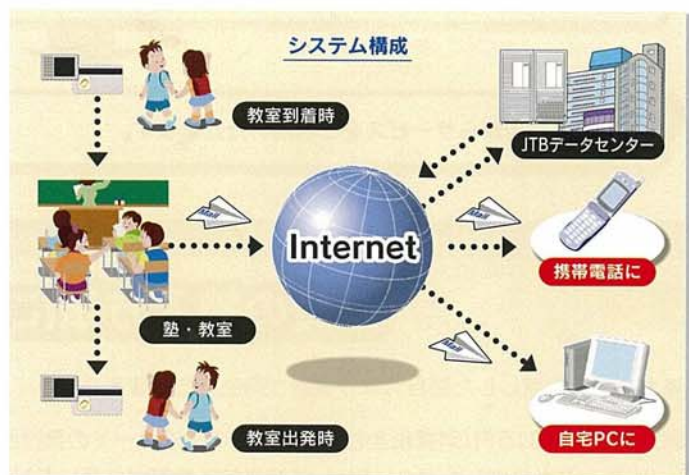 システム構成
教室到着時
JTBデータセンター
Mail
Mail
Internet
携帯電話に
塾・教室
Mail
教室出発時
自宅PCに